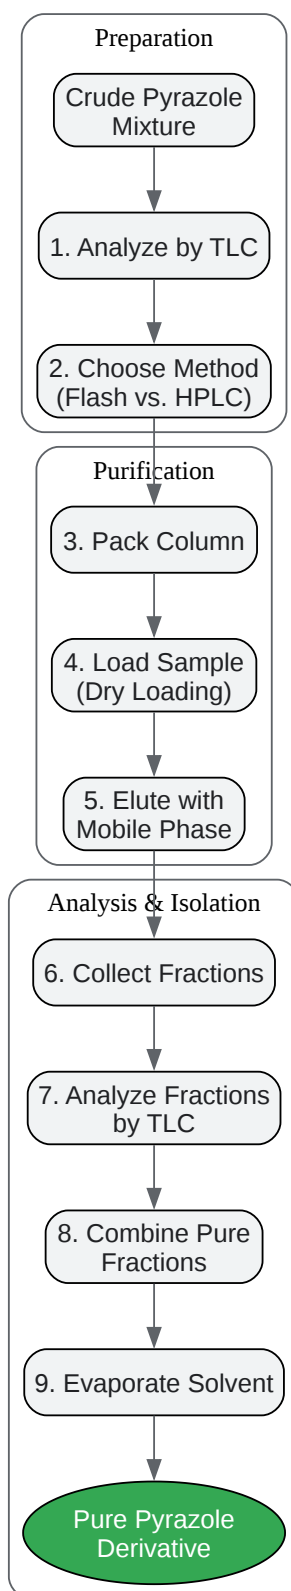 Preparation
Crude Pyrazole
Mixture
1. Analyze by TLC
2. Choose Method
(Flash vs. HPLC)
Purification
3. Pack Column
4. Load Sample
(Dry Loading)
5. Elute with
Mobile Phase
Analysis & Isolation
6. Collect Fractions
7. Analyze Fractions
by TLC
8. Combine Pure
Fractions
9. Evaporate Solvent
Pure Pyrazole
Derivative